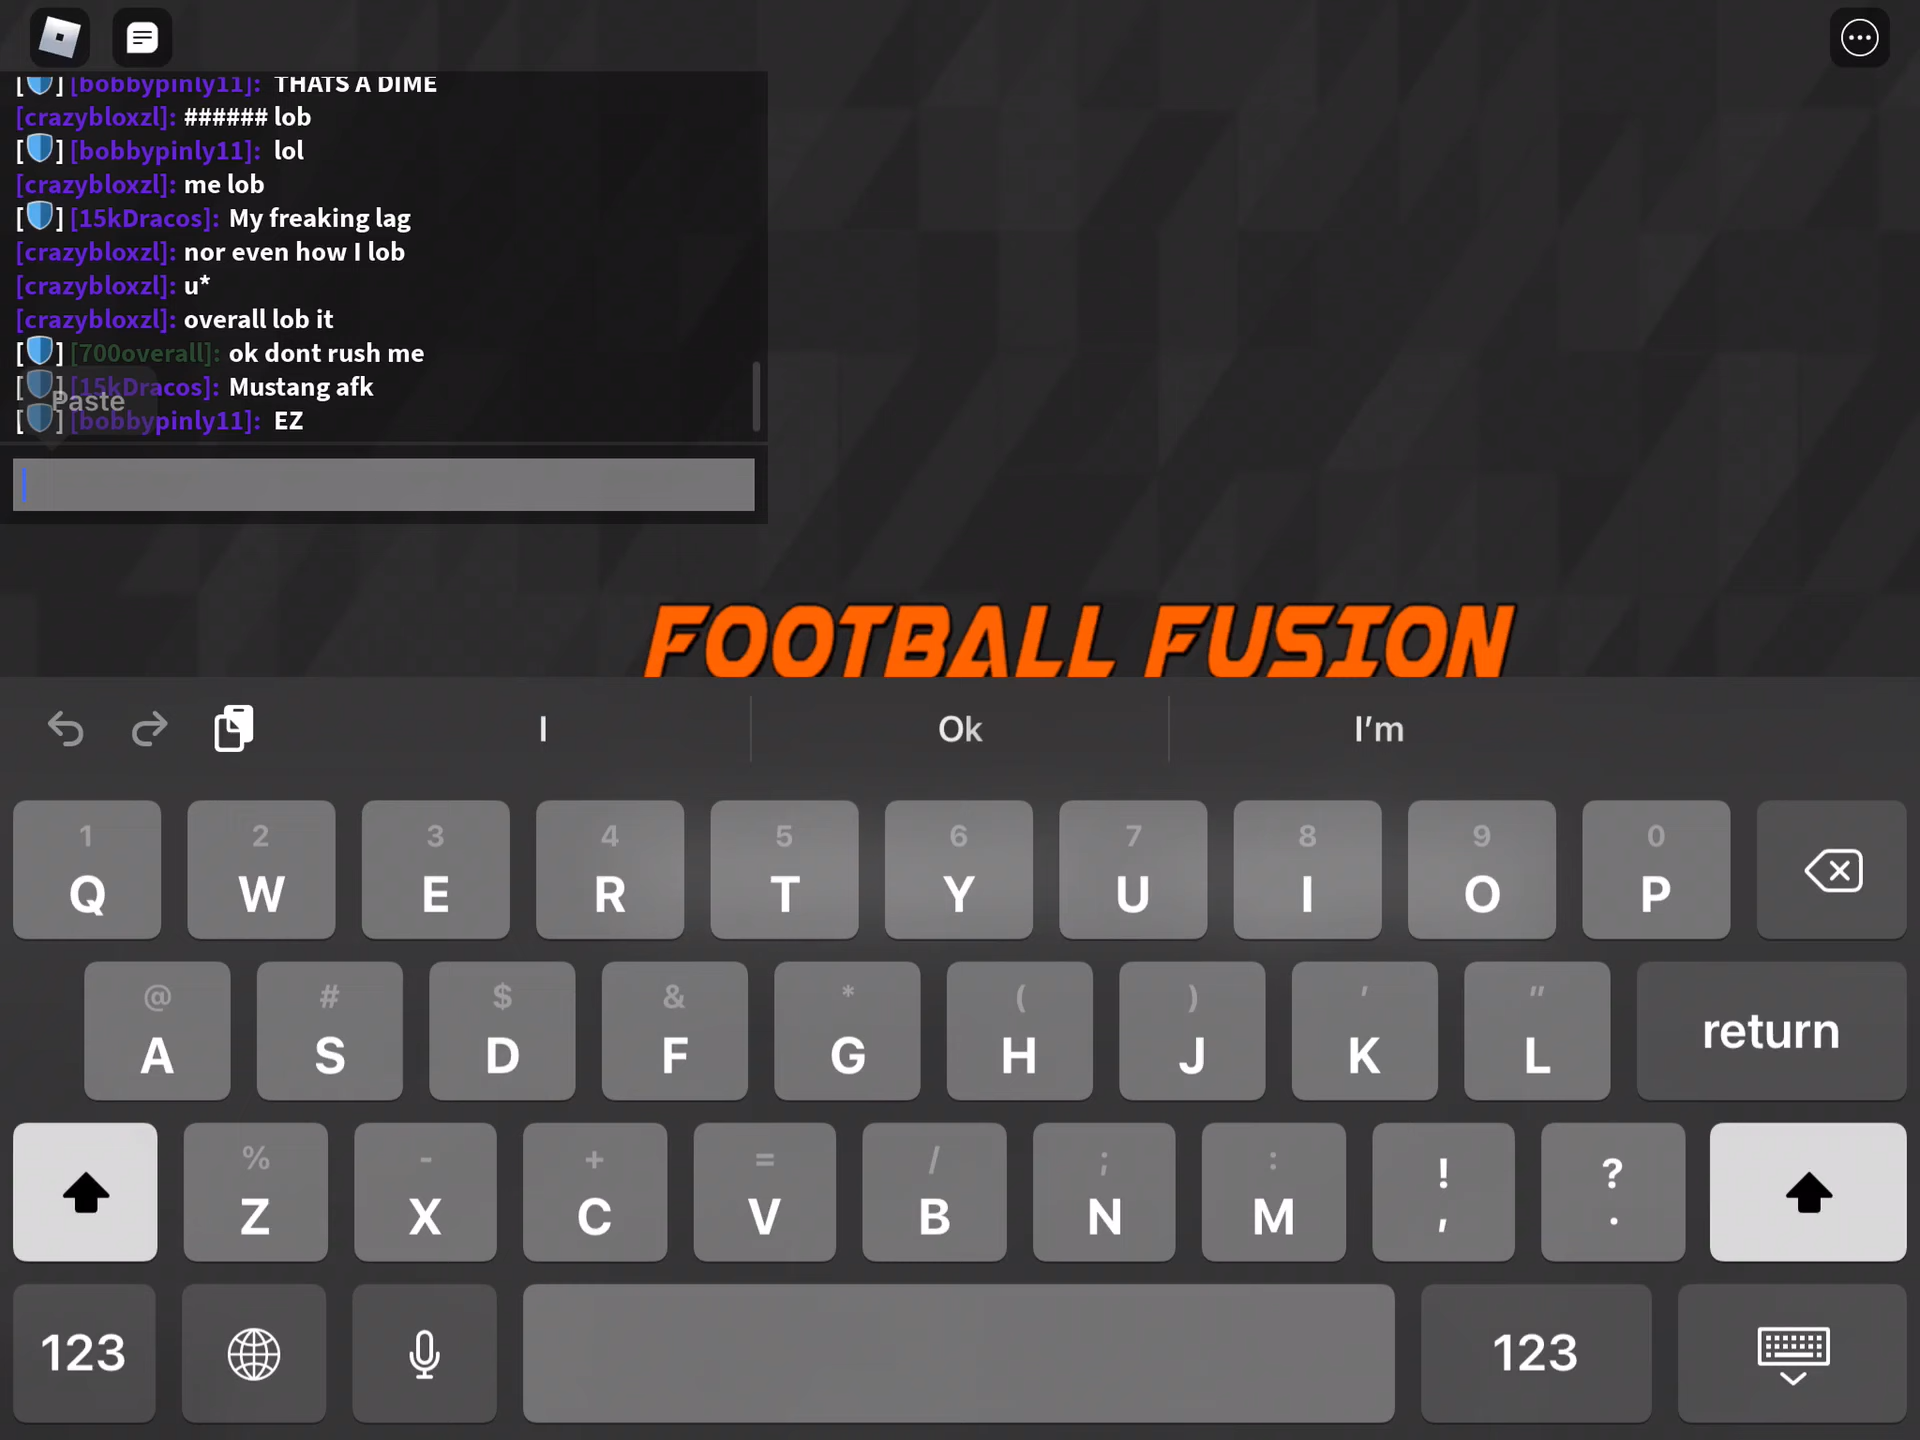 [🛡️] [bobbypinly11]: THATS A DIME
[crazybloxzl]: ###### lob
[🛡️] [bobbypinly11]: lol
[crazybloxzl]: me lob
[🛡️] [15kDracos]: My freaking lag
[crazybloxzl]: nor even how I lob
[crazybloxzl]: u*
[crazybloxzl]: overall lob it
[🛡️] [700overall]: ok dont rush me
[🛡️] [15kDracos]: Mustang afk
Paste
[🛡️] [bobbypinly11]: EZ
FOOTBALL FUSION
I Ok I'm
1 2 3 4 5 6 7 8 9 0
Q W E R T Y U I O P
@ # $ & * ( ) ' "
A S D F G H J K L return
% - + = / ; : ! ?
Z X C V B N M , .
123 123